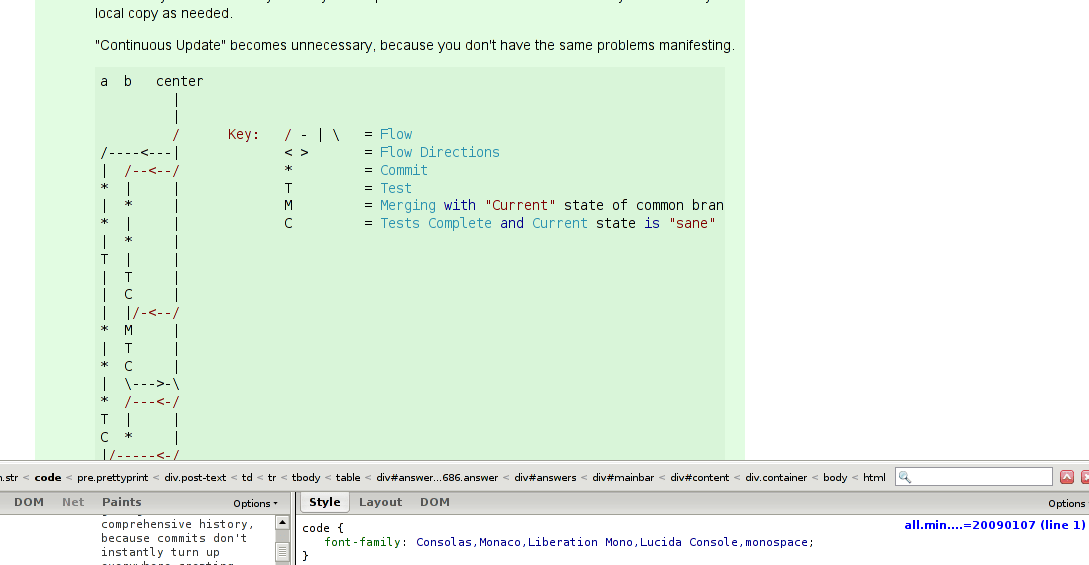 local copy as needed.
"Continuous Update" becomes unnecessary, because you don't have the same problems manifesting.
a  b   center
         |
         |
         /      Key:   / - | \   = Flow
/----<---|             < >       = Flow Directions
|  /--<--/             *         = Commit
*  |     |             T         = Test
|  *     |             M         = Merging with "Current" state of common bran
*  |     |             C         = Tests Complete and Current state is "sane"
|  *     |
T  |     |
|  T     |
|  C     |
|  |/-<--/
*  M     |
|  T     |
*  C     |
|  \--->-\
*  /---<-/
T  |     |
C  *     |
|/-----<-/
n.str < code < pre.prettyprint < div.post-text < td < tr < tbody < table < div#answer...686.answer < div#answers < div#mainbar < div#content < div.container < body < html
DOM Net Paints Options
Style Layout DOM Options
comprehensive history,
because commits don't
instantly turn up
code {
all.min....=20090107 (line 1)
font-family: Consolas,Monaco,Liberation Mono,Lucida Console,monospace;
}